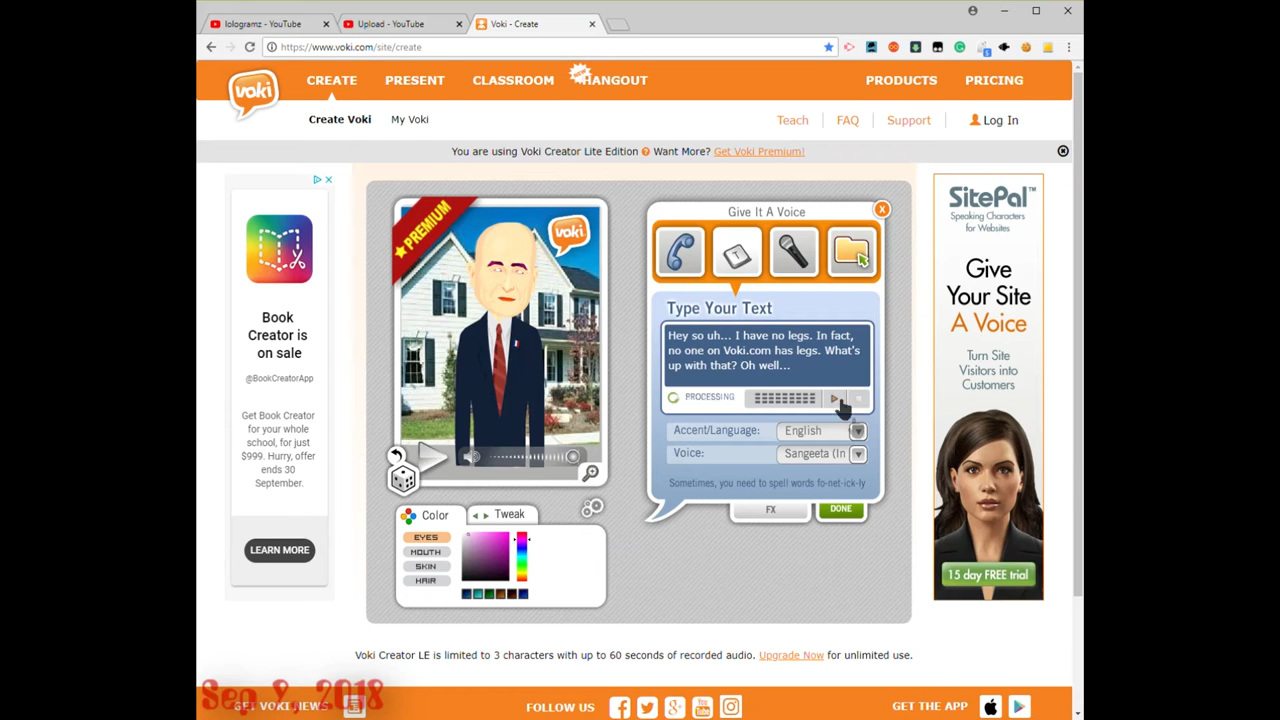 lologramz - YouTube
Upload - YouTube
Voki - Create
https://www.voki.com/site/create
voki
CREATE
PRESENT
CLASSROOM
HANGOUT
PRODUCTS
PRICING
Create Voki
My Voki
Teach
FAQ
Support
Log In
You are using Voki Creator Lite Edition ? Want More? Get Voki Premium!
Book
Creator is
on sale
@BookCreatorApp
Get Book Creator
for your whole
school, for just
$999. Hurry, offer
ends 30
September.
LEARN MORE
PREMIUM
voki
Color
Tweak
EYES
MOUTH
SKIN
HAIR
Give It A Voice
X
T
Type Your Text
Hey so uh... I have no legs. In fact,
no one on Voki.com has legs. What's
up with that? Oh well...
PROCESSING
Accent/Language:
English
Voice:
Sangeeta (In
Sometimes, you need to spell words fo-net-ick-ly
FX
DONE
SitePal™
Speaking Characters
for Websites
Give
Your Site
A Voice
Turn Site
Visitors into
Customers
15 day FREE trial
Voki Creator LE is limited to 3 characters with up to 60 seconds of recorded audio. Upgrade Now for unlimited use.
GET VOKI NEWS
FOLLOW US
GET THE APP